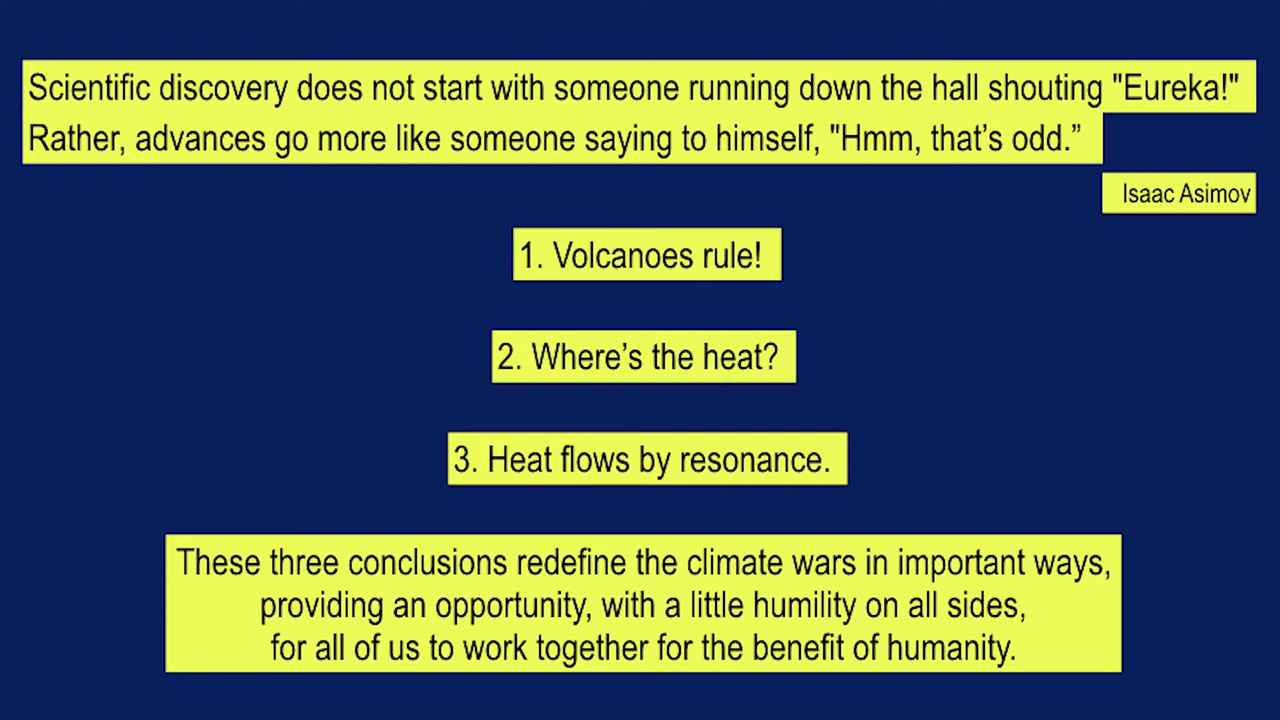 Scientific discovery does not start with someone running down the hall shouting "Eureka!"
Rather, advances go more like someone saying to himself, "Hmm, that’s odd.”
Isaac Asimov
1. Volcanoes rule!
2. Where’s the heat?
3. Heat flows by resonance.
These three conclusions redefine the climate wars in important ways,
providing an opportunity, with a little humility on all sides,
for all of us to work together for the benefit of humanity.